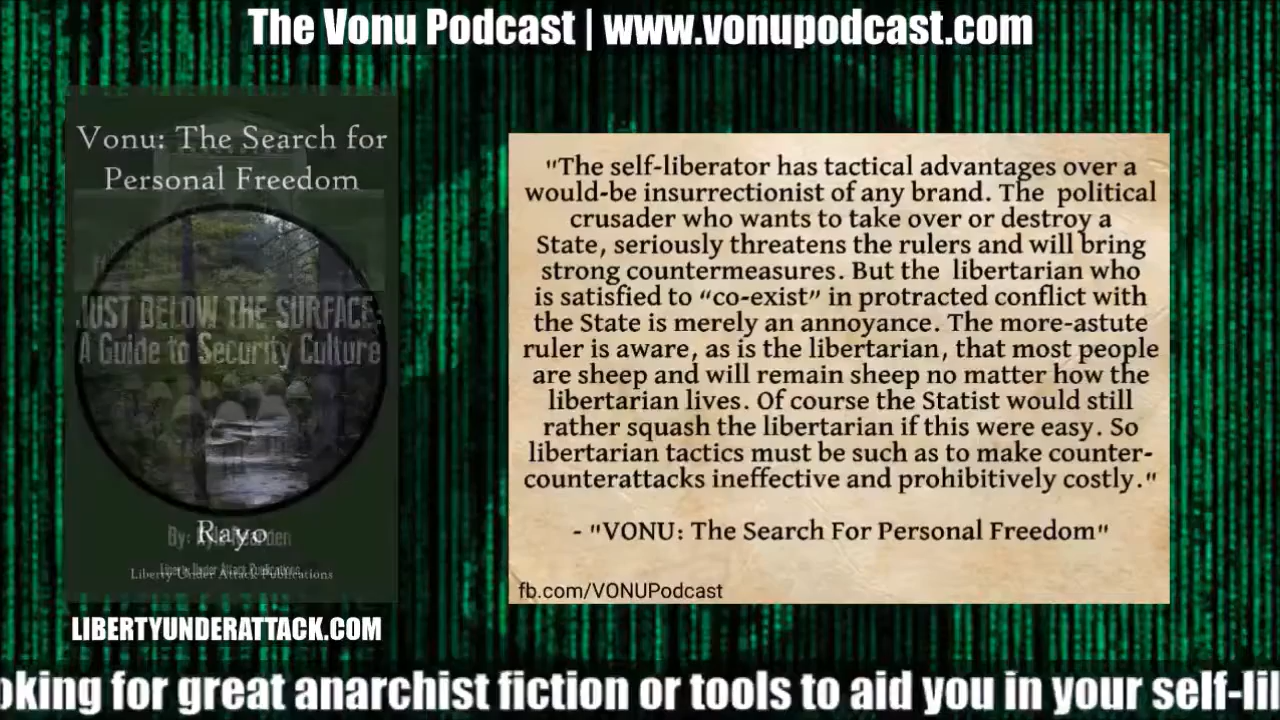 The Vonu Podcast | www.vonupodcast.com
Vonu: The Search for
Personal Freedom
JUST BELOW THE SURFACE:
A Guide to Security Culture
Rayo
By:
Liberty Under Attack Publications
LIBERTYUNDERATTACK.COM
"The self-liberator has tactical advantages over a
would-be insurrectionist of any brand. The political
crusader who wants to take over or destroy a
State, seriously threatens the rulers and will bring
strong countermeasures. But the libertarian who
is satisfied to “co-exist” in protracted conflict with
the State is merely an annoyance. The more-astute
ruler is aware, as is the libertarian, that most people
are sheep and will remain sheep no matter how the
libertarian lives. Of course the Statist would still
rather squash the libertarian if this were easy. So
libertarian tactics must be such as to make counter-
counterattacks ineffective and prohibitively costly."
- "VONU: The Search For Personal Freedom"
fb.com/VONUPodcast
oking for great anarchist fiction or tools to aid you in your self-lil